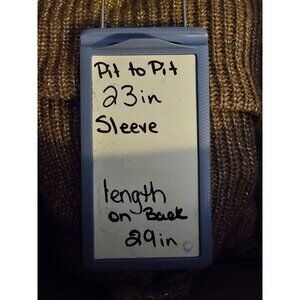 Pit to Pit
23in
Sleeve
length
on Back
29in